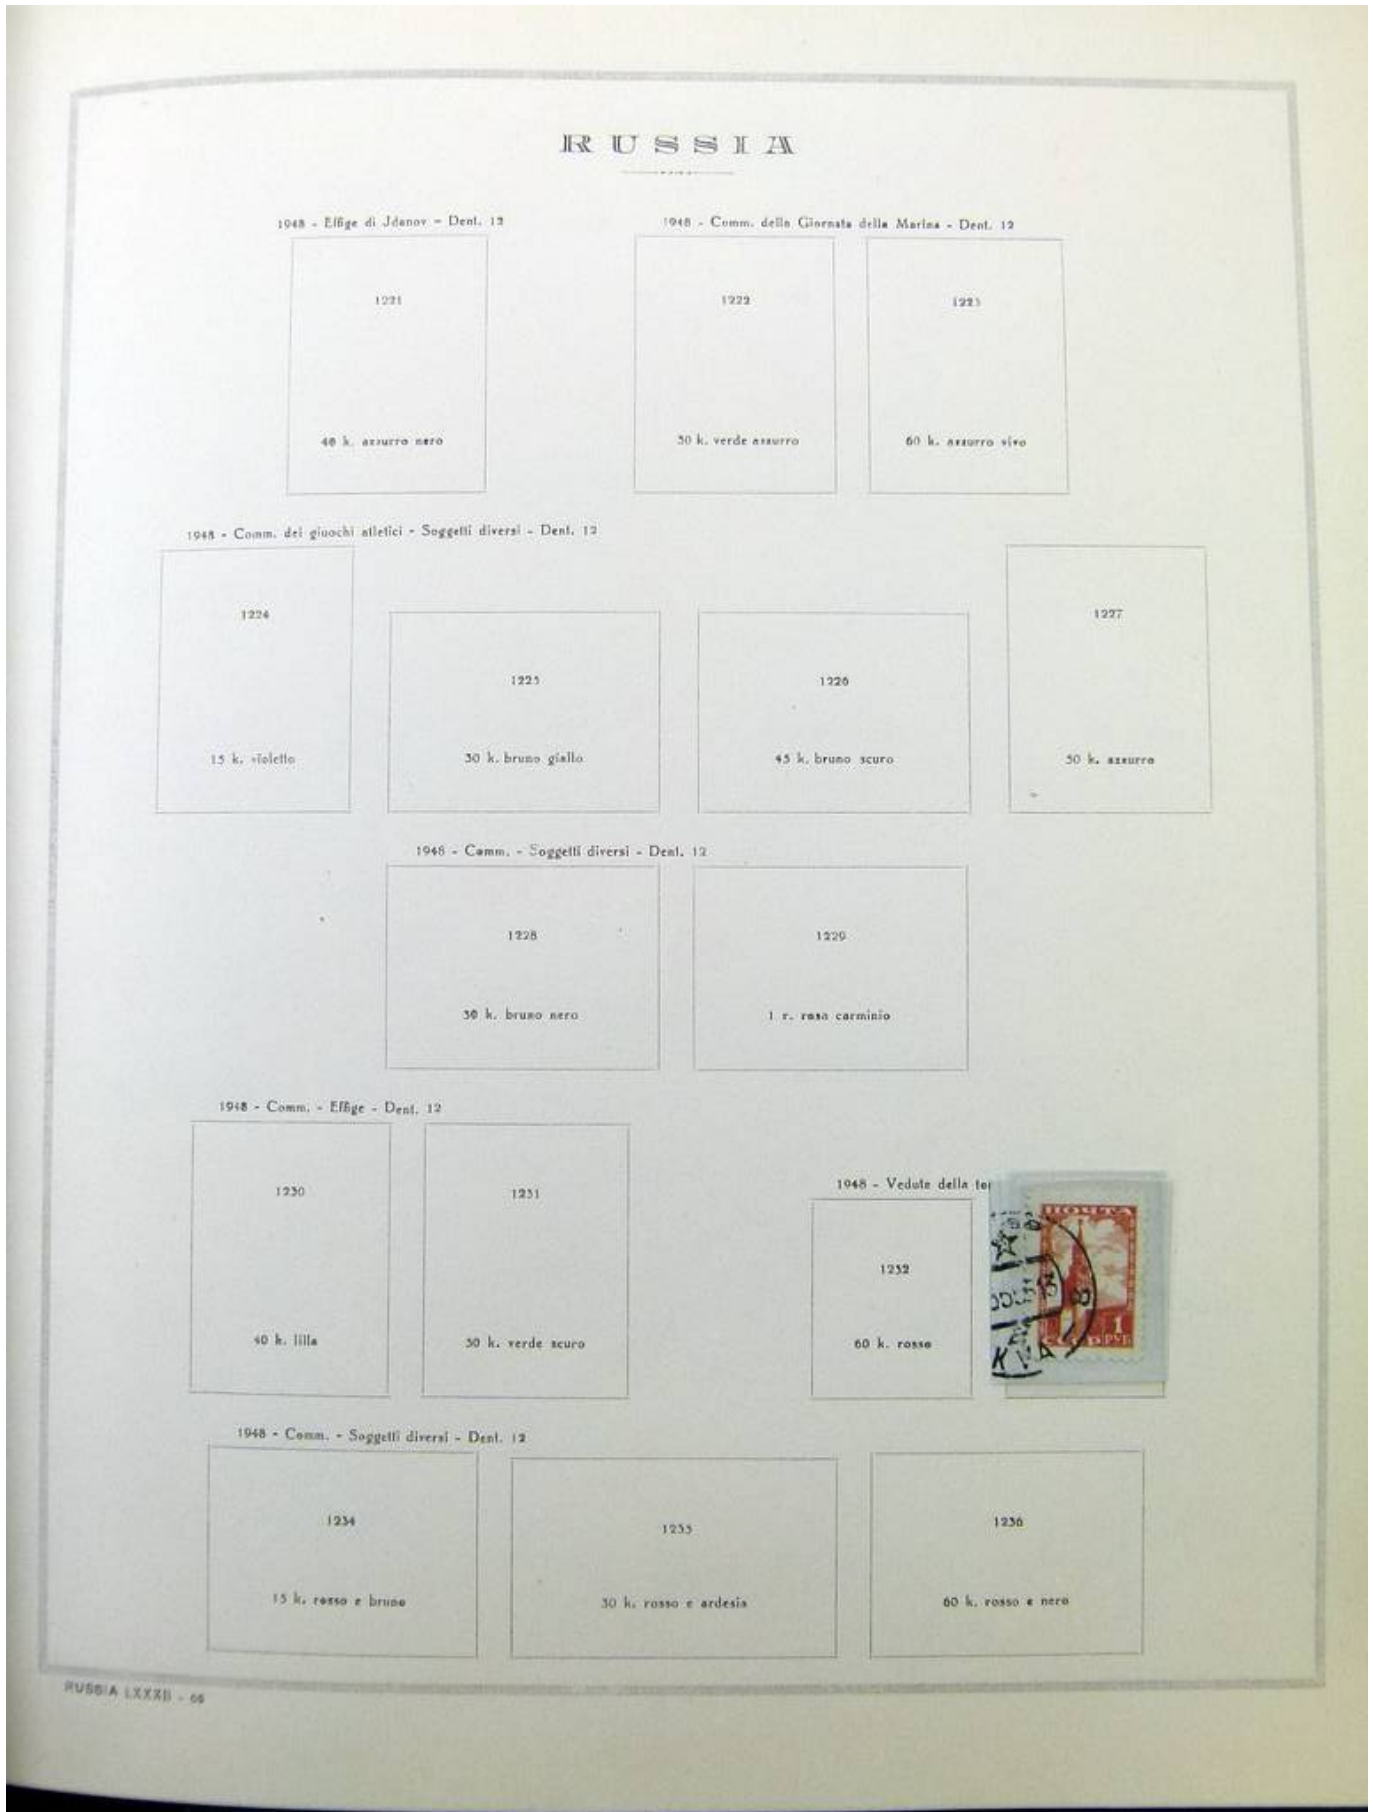 RUSSIA
1948 - Effige di Jdanov - Dent. 12
1948 - Comm. della Giornata della Marina - Dent. 12
1221
1222
1223
40 k. azzurro nero
30 k. verde azzurro
60 k. azzurro vivo
1948 - Comm. dei giuochi atletici - Soggetti diversi - Dent. 12
1224
1225
1226
1227
15 k. violetto
30 k. bruno giallo
45 k. bruno scuro
50 k. azzurro
1948 - Comm. - Soggetti diversi - Dent. 12
1228
1229
30 k. bruno nero
1 r. rosa carminio
1948 - Comm. - Effige - Dent. 12
1230
1231
40 k. lilla
50 k. verde scuro
1948 - Vedute della
1232
60 k. rosso
ПОЧТА
1
СССР РУБ
1948 - Comm. - Soggetti diversi - Dent. 12
1234
1235
1236
15 k. rosso e bruno
30 k. rosso e ardesia
60 k. rosso e nero
RUSSIA LXXXII - 66